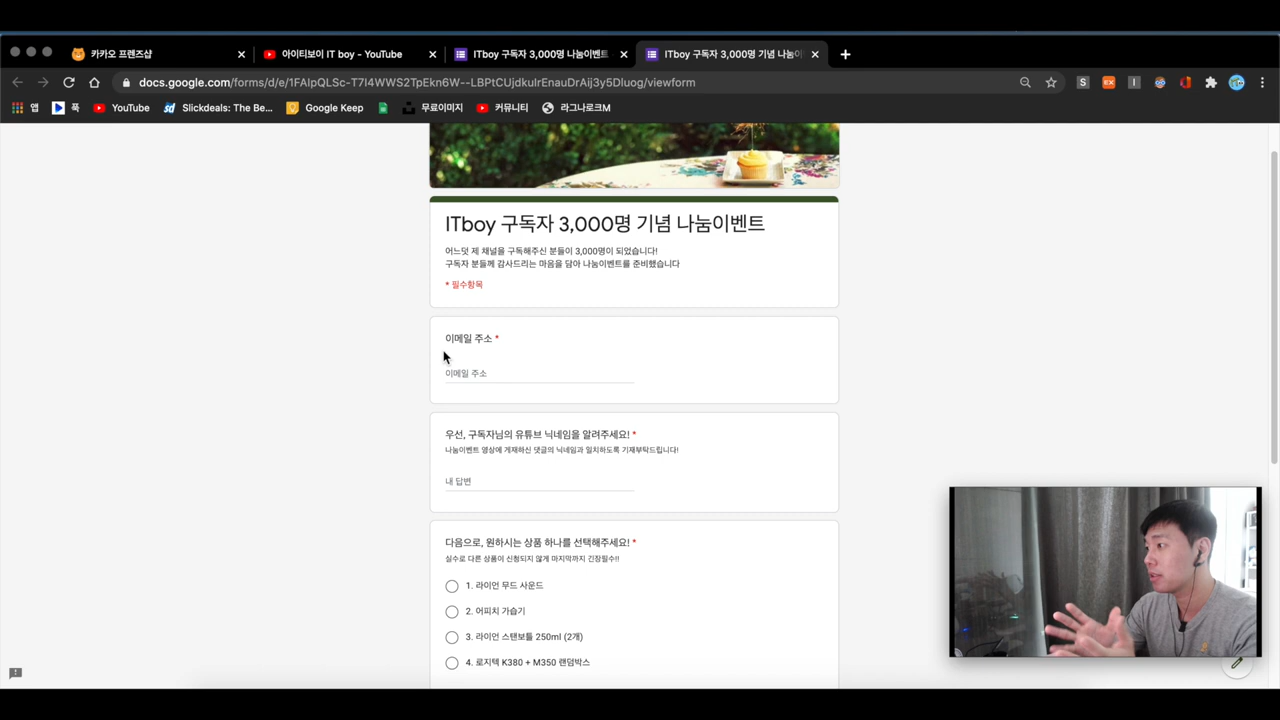 카카오 프렌즈샵
아이티보이 IT boy - YouTube
ITboy 구독자 3,000명 나눔이벤트
ITboy 구독자 3,000명 기념 나눔이
docs.google.com/forms/d/e/1FAIpQLSc-T7I4WWS2TpEkn6W--LBPtCUjdkuIrEnauDrAij3y5Dluog/viewform
앱
푹
YouTube
Slickdeals: The Be...
Google Keep
무료이미지
커뮤니티
라그나로크M
ITboy 구독자 3,000명 기념 나눔이벤트
어느덧 제 채널을 구독해주신 분들이 3,000명이 되었습니다!
구독자 분들께 감사드리는 마음을 담아 나눔이벤트를 준비했습니다
* 필수항목
이메일 주소 *
이메일 주소
우선, 구독자님의 유튜브 닉네임을 알려주세요! *
나눔이벤트 영상에 게재하신 댓글의 닉네임과 일치하도록 기재부탁드립니다!
내 답변
다음으로, 원하시는 상품 하나를 선택해주세요! *
실수로 다른 상품이 신청되지 않게 마지막까지 긴장필수!!
1. 라이언 무드 사운드
2. 어피치 가습기
3. 라이언 스탠보틀 250ml (2개)
4. 로지텍 K380 + M350 랜덤박스